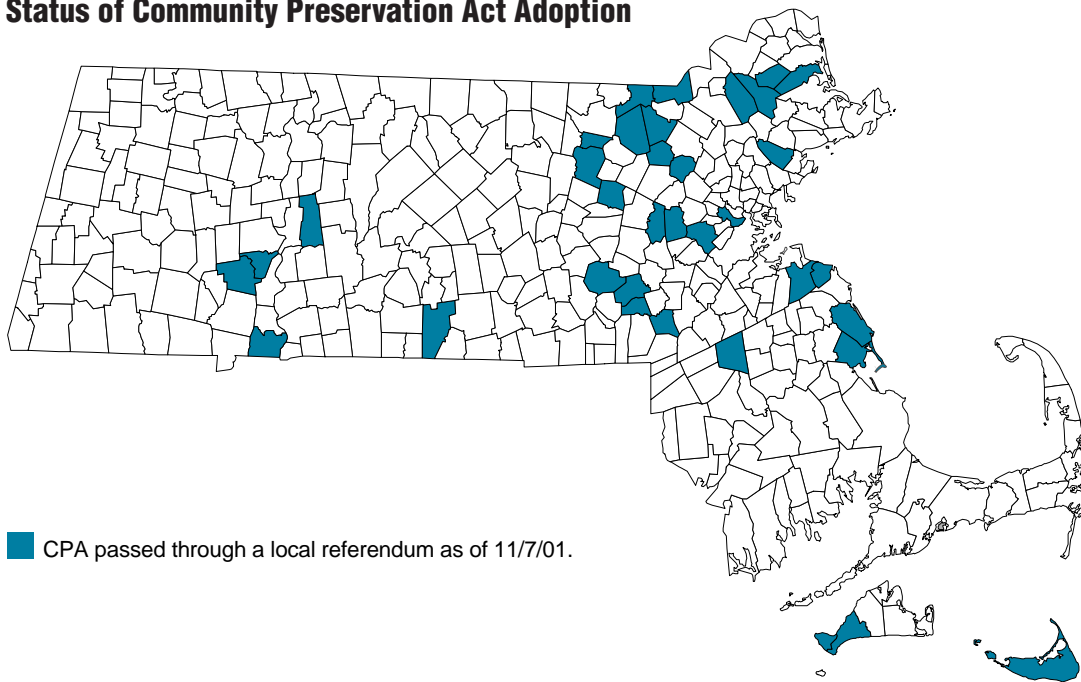 Status of Community Preservation Act Adoption
CPA passed through a local referendum as of 11/7/01.